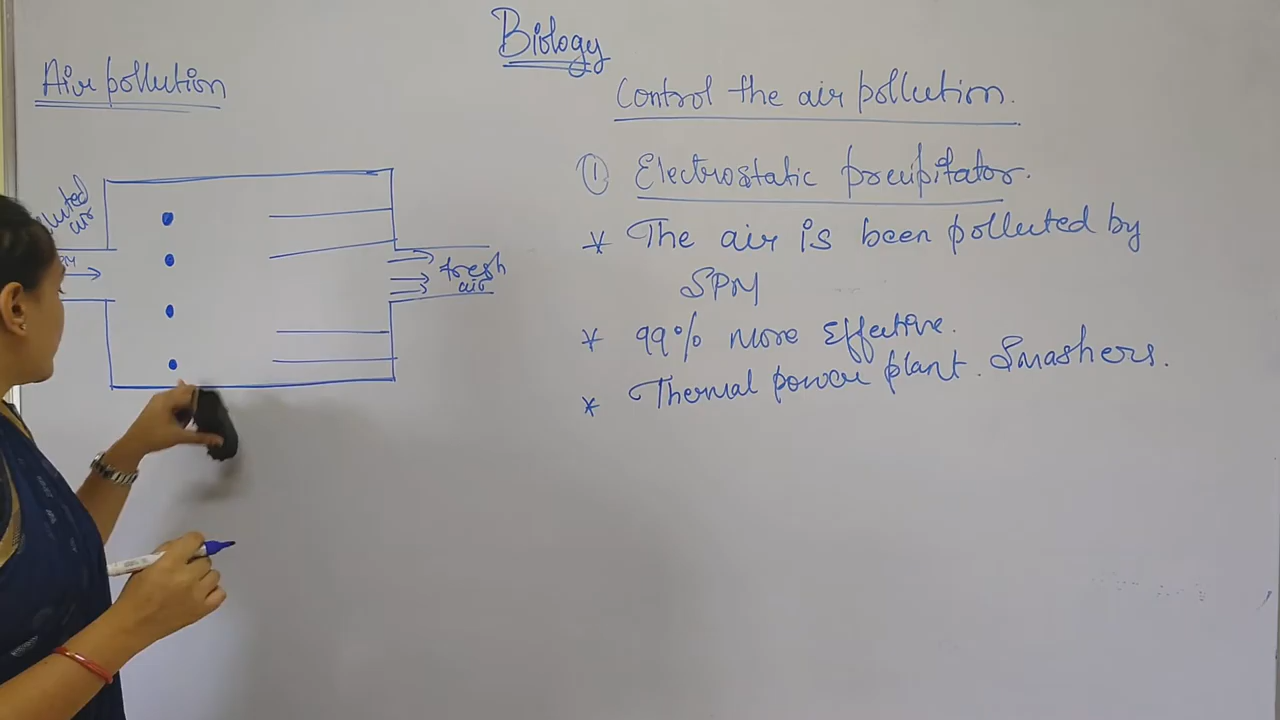 Biology
Air pollution
Control the air pollution.
① Electrostatic precipitator.
* The air is been polluted by
SPM
* 99% more effective.
* Thermal power plant. Smashers.
air
fresh
air